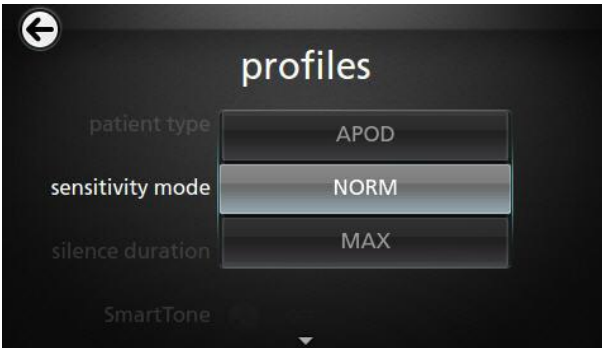 profiles
patient type
APOD
sensitivity mode
NORM
silence duration
MAX
SmartTone